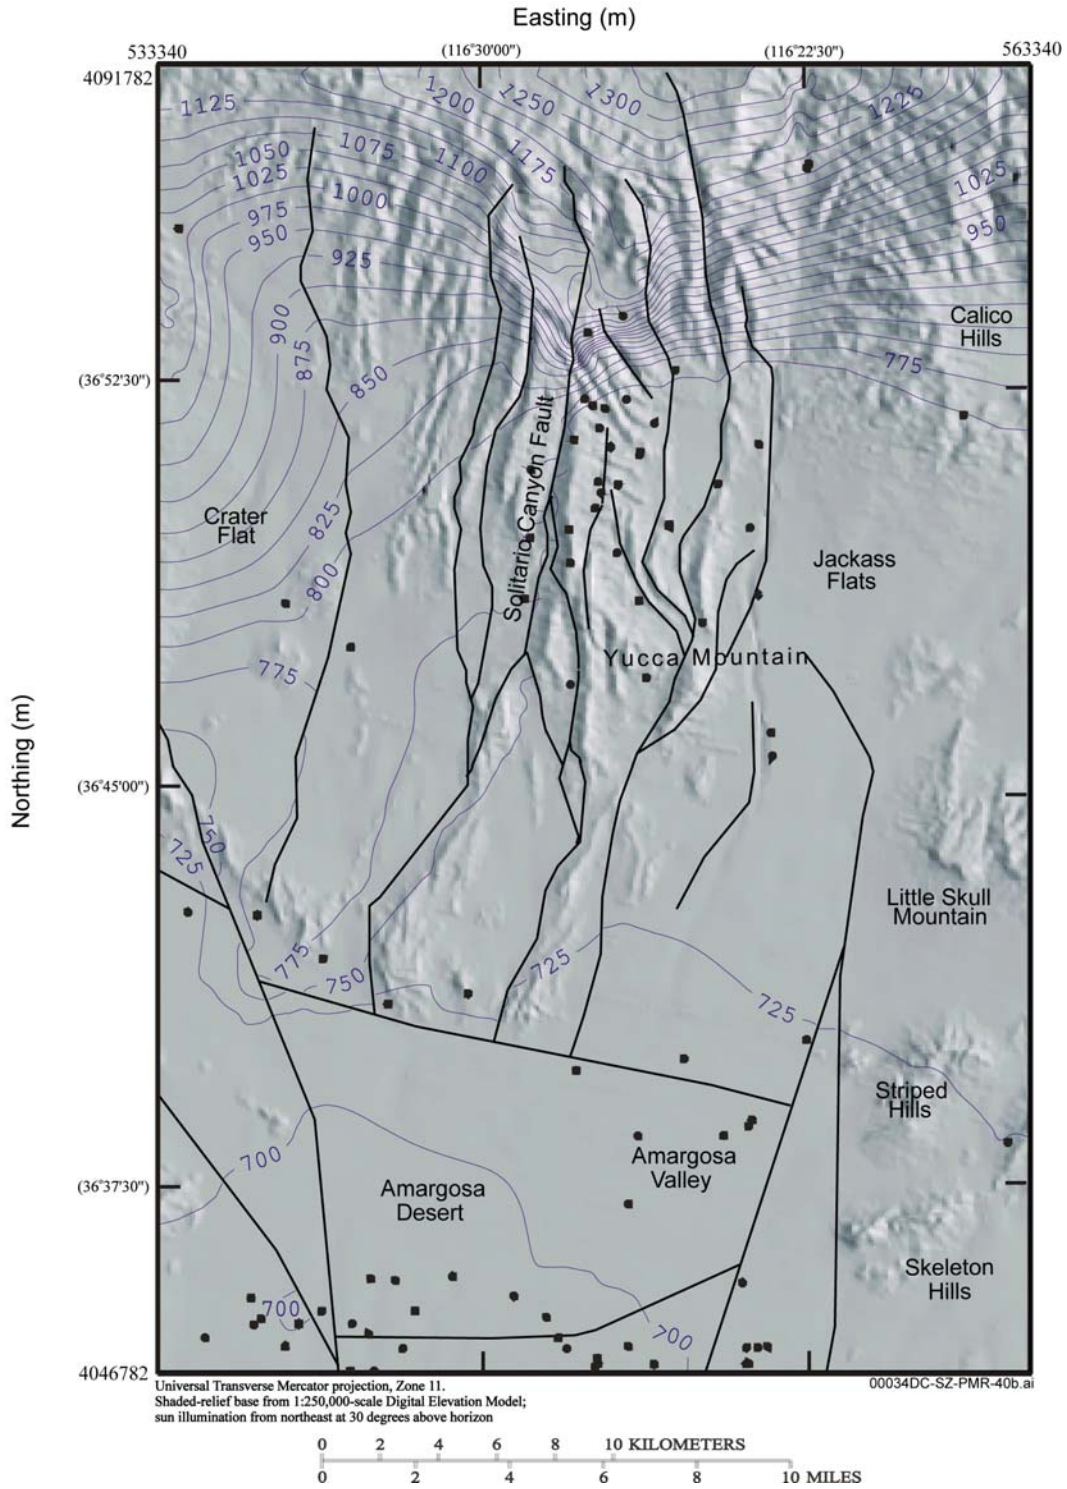 Easting (m)
533340
(116°30'00")
(116°22'30")
563340
4091782
1125
1200
1250
1300
1225
1050
1075
1100
1175
1025
1000
1025
975
950
950
925
900
875
850
Calico
Hills
775
(36°52'30")
Solitario Canyon Fault
Crater
Flat
825
800
Jackass
Flats
Yucca Mountain
775
Northing (m)
(36°45'00")
750
725
Little Skull
Mountain
775
750
725
725
Striped
Hills
700
Amargosa
Valley
(36°37'30")
Amargosa
Desert
Skeleton
Hills
700
700
4046782
Universal Transverse Mercator projection, Zone 11.
Shaded-relief base from 1:250,000-scale Digital Elevation Model;
sun illumination from northeast at 30 degrees above horizon
00034DC-SZ-PMR-40b.ai
0 2 4 6 8 10 KILOMETERS
0 2 4 6 8 10 MILES